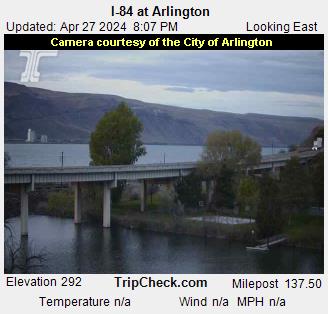 I-84 at Arlington
Updated: Apr 27 2024 8:07 PM Looking East
Camera courtesy of the City of Arlington
Elevation 292 TripCheck.com Milepost 137.50
Temperature n/a Wind n/a MPH n/a